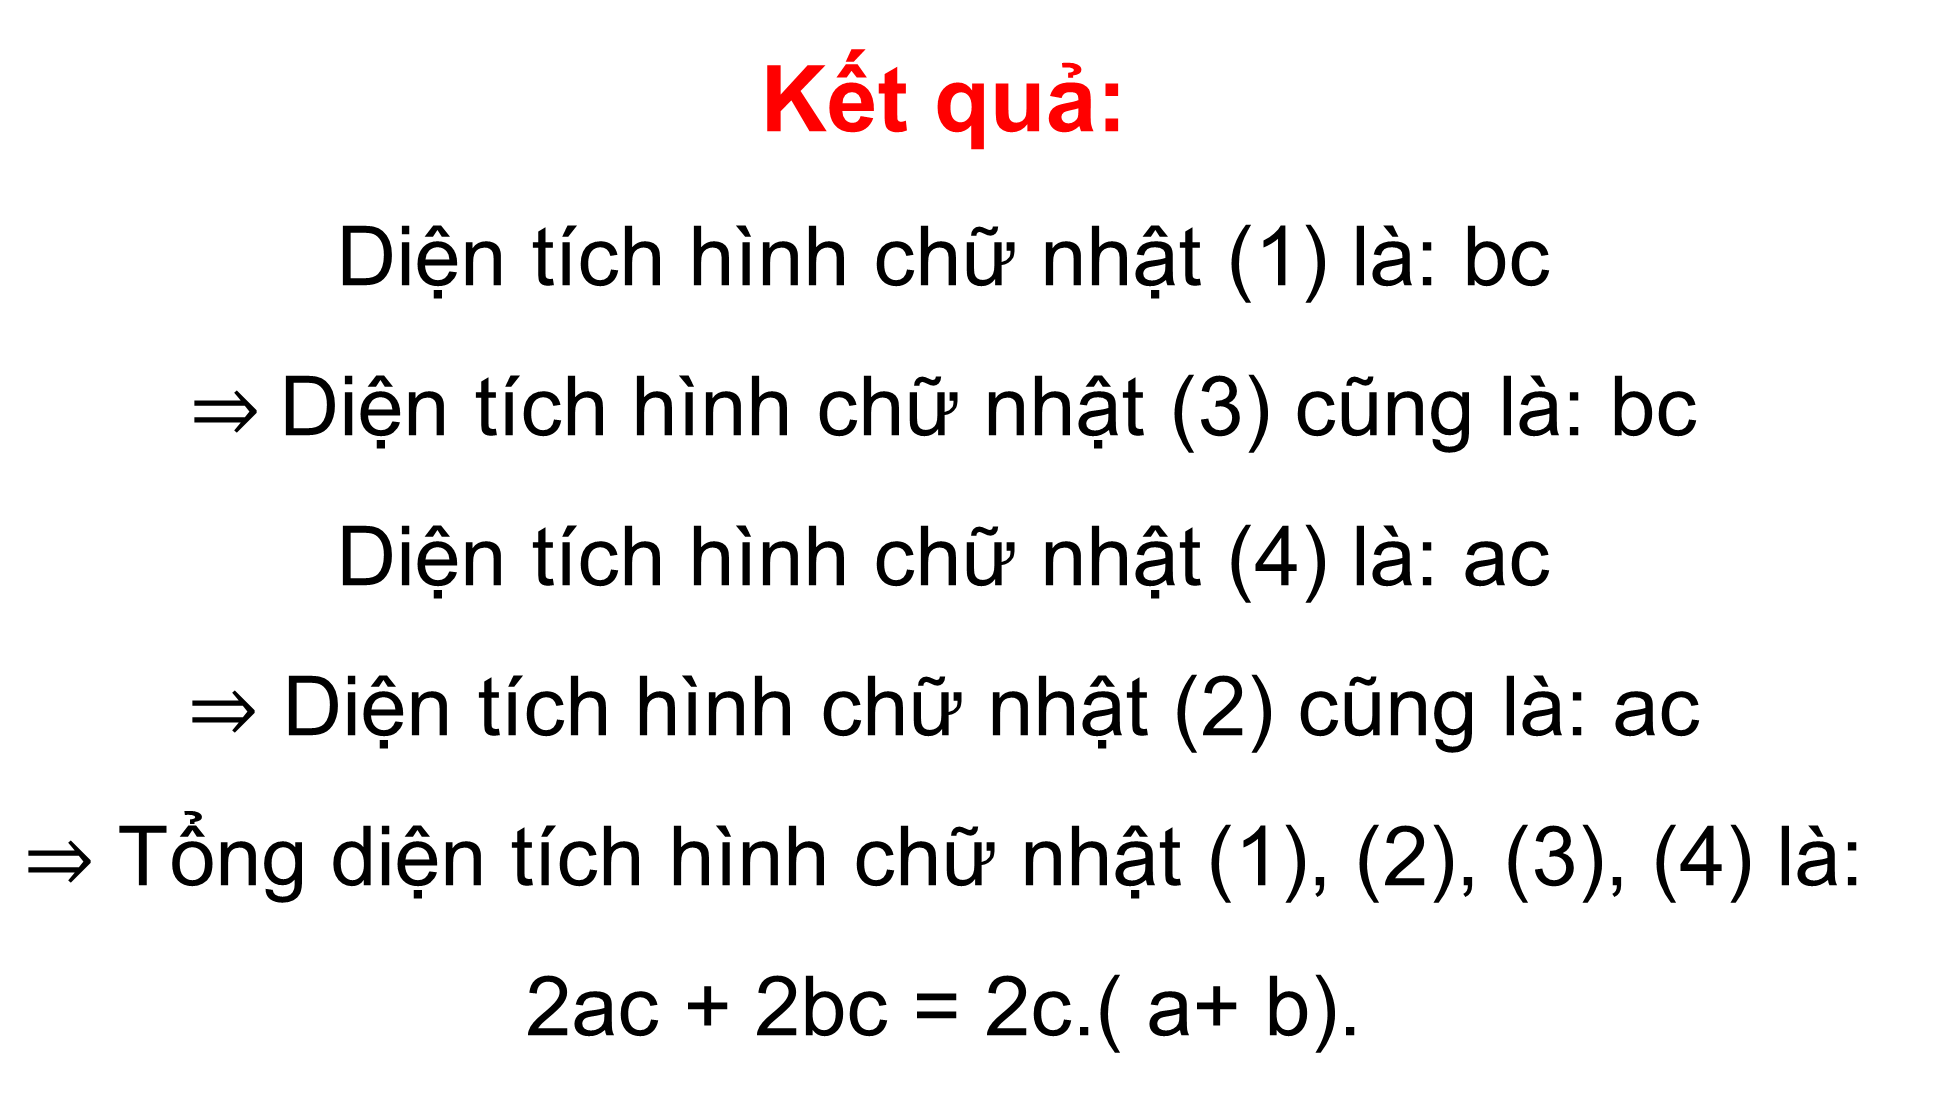 Kết quả:
Diện tích hình chữ nhật (1) là: bc
⇒ Diện tích hình chữ nhật (3) cũng là: bc
Diện tích hình chữ nhật (4) là: ac
⇒ Diện tích hình chữ nhật (2) cũng là: ac
⇒ Tổng diện tích hình chữ nhật (1), (2), (3), (4) là:
2ac + 2bc = 2c.( a+ b).